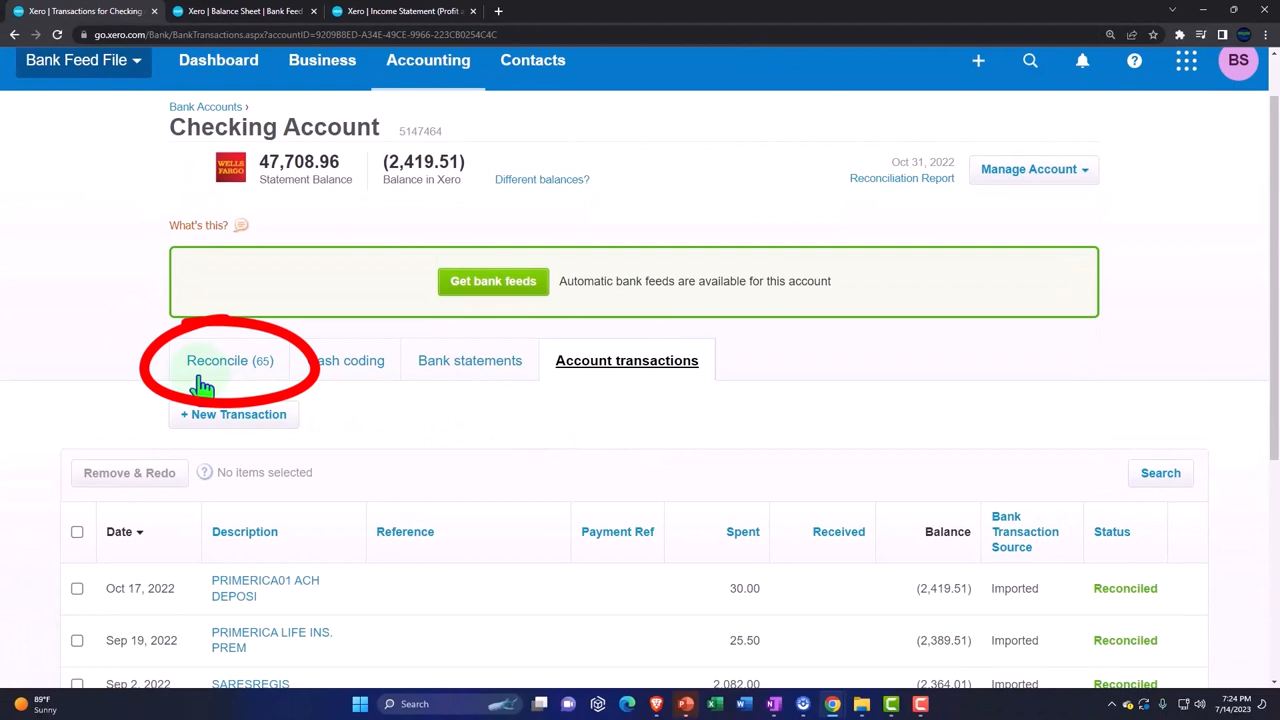 Xero | Transactions for Checking
Xero | Dashboard | Bank Feed F
Xero | Income Statement (Profit a
go.xero.com/Bank/BankTransactions.aspx?accountID=9209B8ED-A34E-49CE-9966-223CB0254C4C
Bank Feed File Dashboard Business Accounting Contacts BS
Bank Accounts ›
Checking Account 5147464
WELLS FARGO
47,708.96 (2,419.51)
Statement Balance Balance in Xero Different balances?
Oct 31, 2022
Reconciliation Report
Manage Account
What's this?
Get bank feeds Automatic bank feeds are available for this account
Reconcile (65) ash coding Bank statements Account transactions
+ New Transaction
Remove & Redo ? No items selected Search
Date Description Reference Payment Ref Spent Received Balance Bank Transaction Source Status
Oct 17, 2022 PRIMERICA01 ACH DEPOSI 30.00 (2,419.51) Imported Reconciled
Sep 19, 2022 PRIMERICA LIFE INS. PREM 25.50 (2,389.51) Imported Reconciled
Sep 2, 2022 SARESREGIS 2,082.00 (2,364.01) Imported Reconciled
89°F
Sunny
Search
7:24 PM
7/14/2023